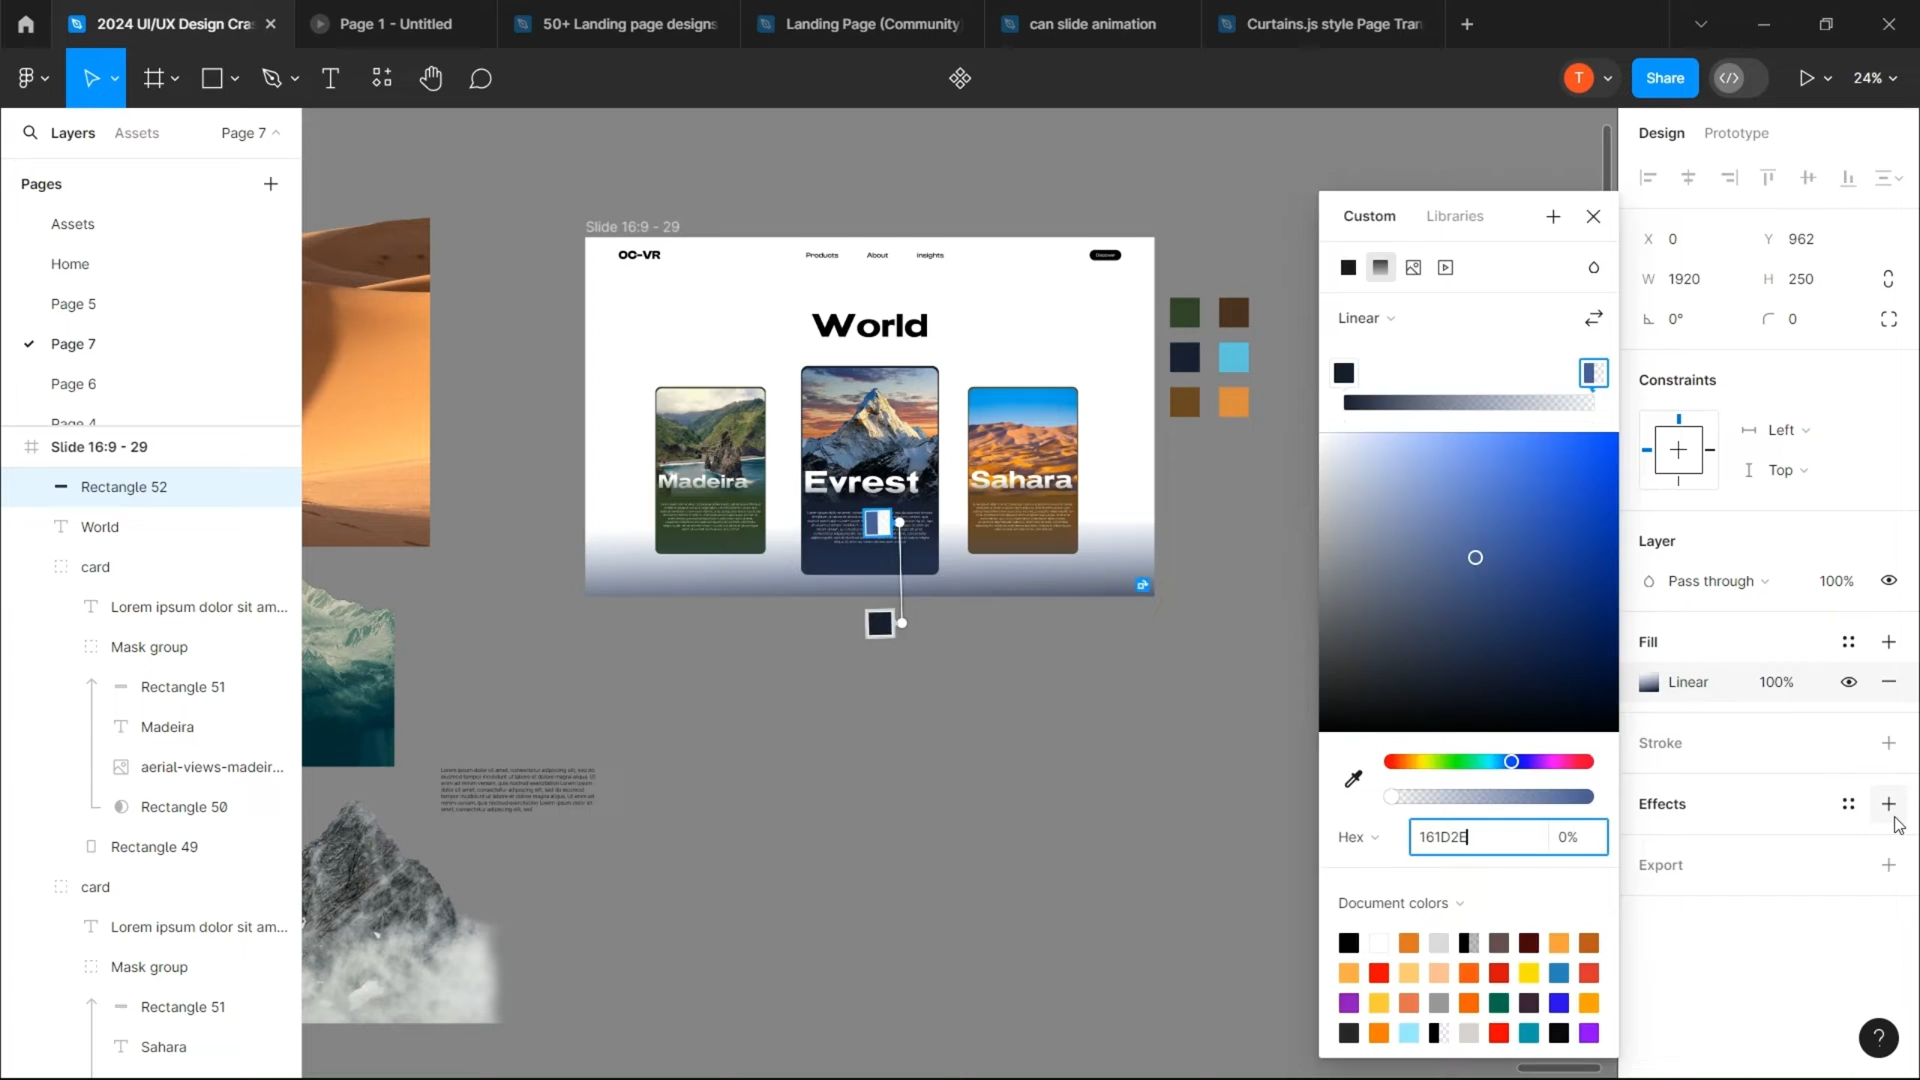 2024 UI/UX Design Cra
Page 1 - Untitled
50+ Landing page designs
Landing Page (Community)
can slide animation
Curtains.js style Page Tran
T
Share
24%
Layers
Assets
Page 7
Pages
Assets
Home
Page 5
Page 7
Page 6
Page 4
Slide 16:9 - 29
Rectangle 52
World
card
Lorem ipsum dolor sit am...
Mask group
Rectangle 51
Madeira
aerial-views-madeir...
Rectangle 50
Rectangle 49
card
Lorem ipsum dolor sit am...
Mask group
Rectangle 51
Sahara
Slide 16:9 - 29
OC-VR
Products
About
insights
Discover
World
Madeira
Evrest
Sahara
Custom
Libraries
Linear
Hex
161D2E
0%
Document colors
Design
Prototype
X 0
Y 962
W 1920
H 250
0°
0
Constraints
Left
Top
Layer
Pass through
100%
Fill
Linear
100%
Stroke
Effects
Export
?